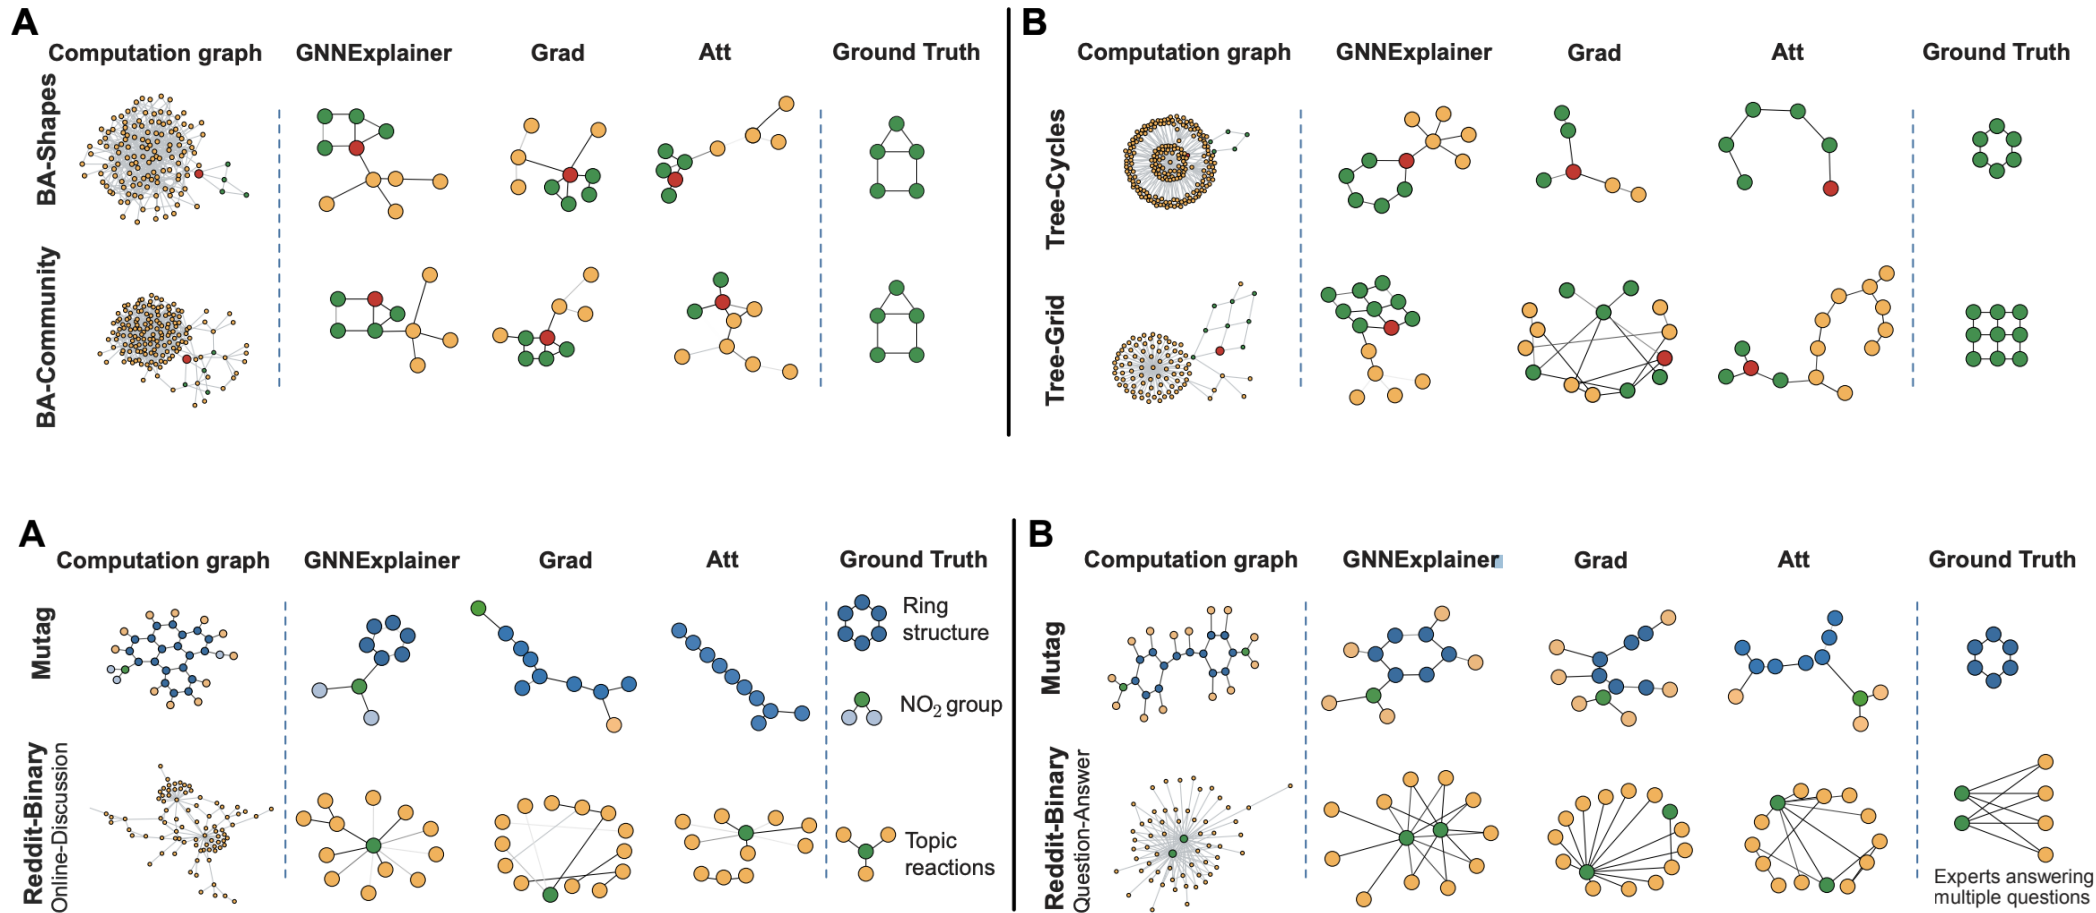 A
Computation graph GNNExplainer Grad Att Ground Truth
BA-Shapes
BA-Community
B
Computation graph GNNExplainer Grad Att Ground Truth
Tree-Cycles
Tree-Grid
A
Computation graph GNNExplainer Grad Att Ground Truth
Mutag
Ring
structure
NO2 group
Reddit-Binary
Online-Discussion
Topic
reactions
B
Computation graph GNNExplainer Grad Att Ground Truth
Mutag
Reddit-Binary
Question-Answer
Experts answering
multiple questions